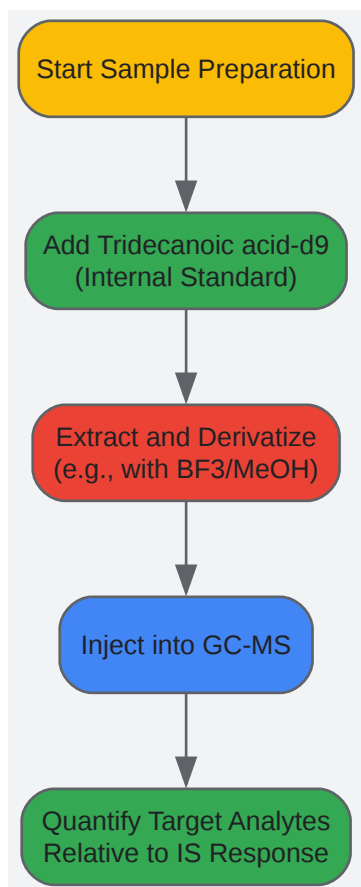 Start Sample Preparation
Add Tridecanoic acid-d9
(Internal Standard)
Extract and Derivatize
(e.g., with BF3/MeOH)
Inject into GC-MS
Quantify Target Analytes
Relative to IS Response